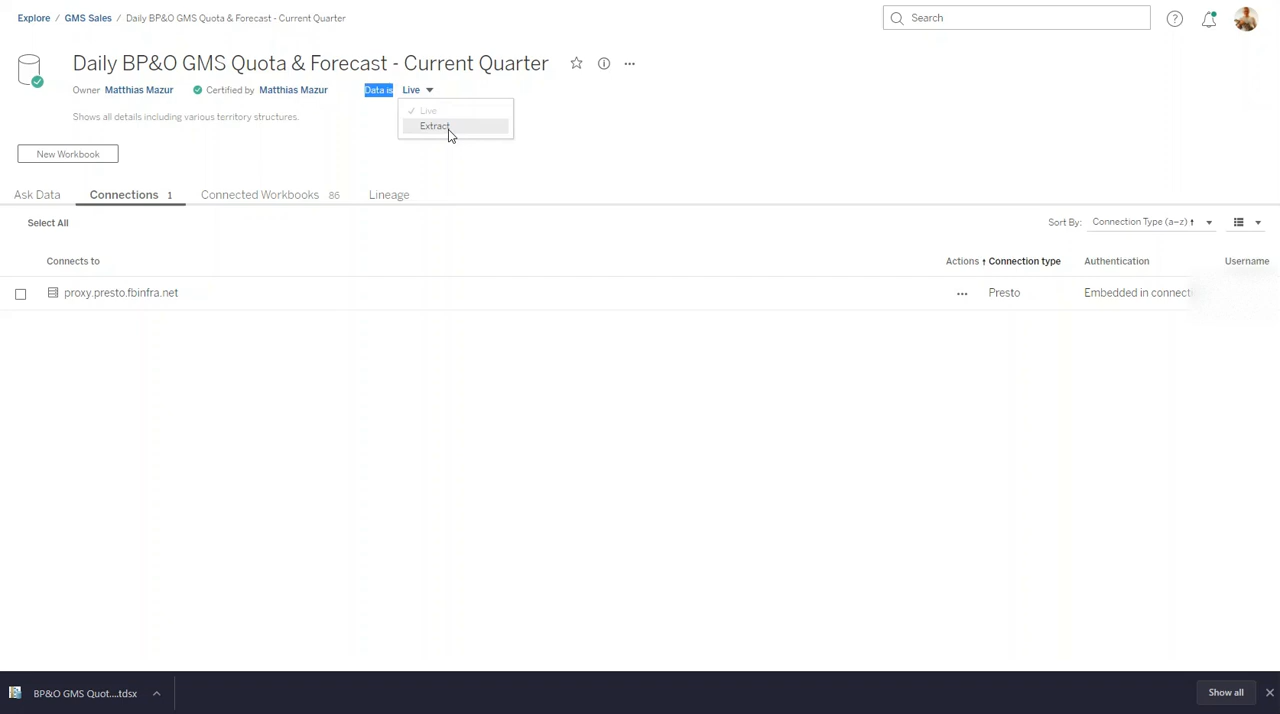 Explore / GMS Sales / Daily BP&O GMS Quota & Forecast - Current Quarter
Search
Daily BP&O GMS Quota & Forecast - Current Quarter
Owner Matthias Mazur Certified by Matthias Mazur Data is Live
Live
Extract
Shows all details including various territory structures.
New Workbook
Ask Data Connections 1 Connected Workbooks 86 Lineage
Select All Sort By: Connection Type (a–z) ↑
Connects to Actions ↑ Connection type Authentication Username
proxy.presto.fbinfra.net ... Presto Embedded in connect
BP&O GMS Quot....tdsx Show all